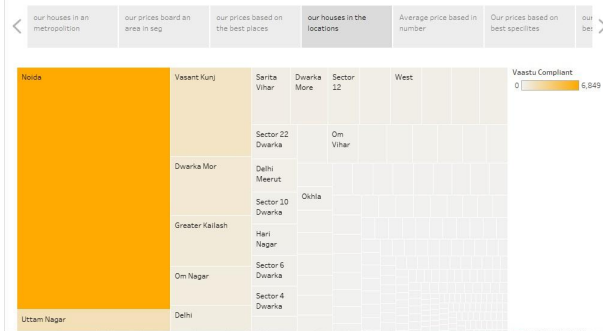 our houses in an
metropolition
our prices board an
area in seg
our prices based on
the best places
our houses in the
locations
Average price based in
number
Our prices based on
best specilites
our
bes
Noida
Vasant Kunj
Sarita
Vihar
Dwarka
More
Sector
12
West
Sector 22
Dwarka
Om
Vihar
Dwarka Mor
Delhi
Meerut
Sector 10
Dwarka
Okhla
Greater Kailash
Hari
Nagar
Sector 6
Dwarka
Om Nagar
Sector 4
Dwarka
Uttam Nagar
Delhi
Vaastu Compliant
0
6,849